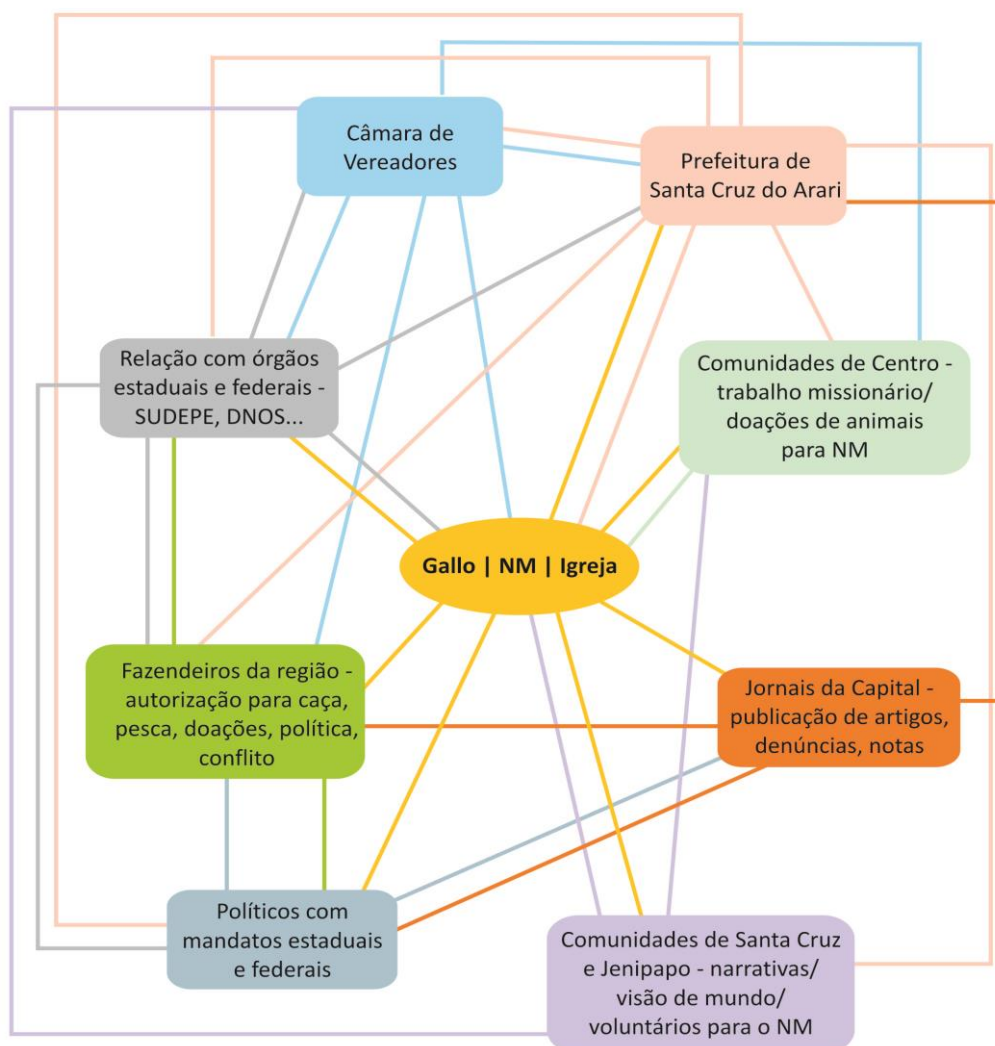 Câmara de
Vereadores
Prefeitura de
Santa Cruz do Arari
Relação com órgãos
estaduais e federais -
SUDEPE, DNOS...
Comunidades de Centro -
trabalho missionário/
doações de animais
para NM
Gallo | NM | Igreja
Fazendeiros da região -
autorização para caça,
pesca, doações, política,
conflito
Jornais da Capital -
publicação de artigos,
denúncias, notas
Políticos com
mandatos estaduais
e federais
Comunidades de Santa Cruz
e Jenipapo - narrativas/
visão de mundo/
voluntários para o NM